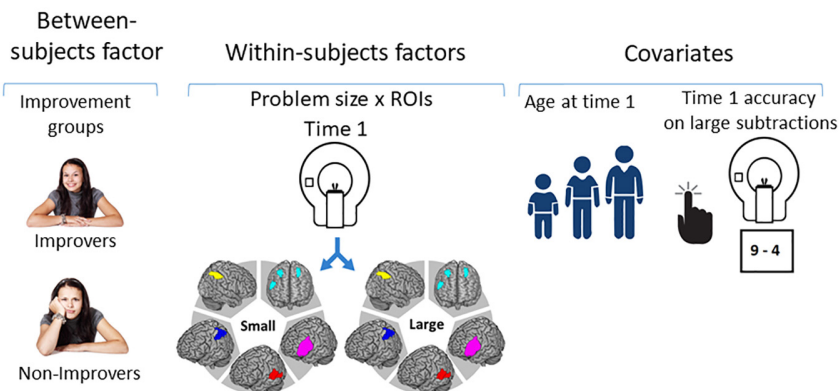 Between-
subjects factor
Within-subjects factors
Covariates
Improvement
groups
Problem size x ROIs
Time 1
Age at time 1
Time 1 accuracy
on large subtractions
Improvers
9 - 4
Small
Large
Non-Improvers